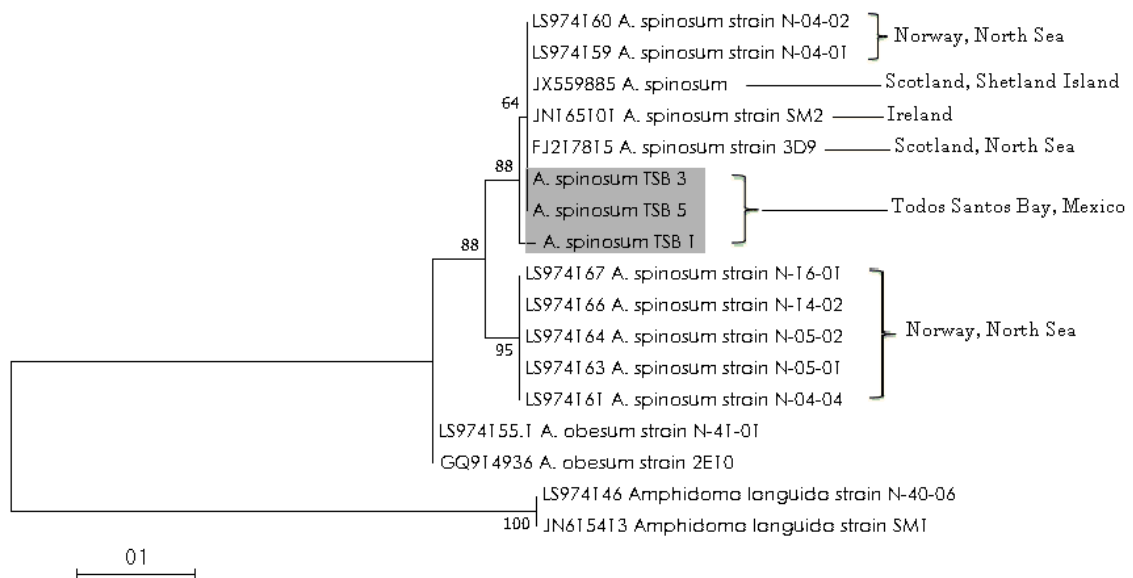 LS974160 A. spinosum strain N-04-02
Norway, North Sea
LS974159 A. spinosum strain N-04-01
JX559885 A. spinosum
Scotland, Shetland Island
64
JN165101 A. spinosum strain SM2
Ireland
FJ217815 A. spinosum strain 3D9
Scotland, North Sea
88
A. spinosum TSB 3
A. spinosum TSB 5
Todos Santos Bay, Mexico
A. spinosum TSB 1
88
LS974167 A. spinosum strain N-16-01
LS974166 A. spinosum strain N-14-02
LS974164 A. spinosum strain N-05-02
Norway, North Sea
95
LS974163 A. spinosum strain N-05-01
LS974161 A. spinosum strain N-04-04
LS974155.1 A. obesum strain N-41-01
GQ914936 A. obesum strain 2E10
LS974146 Amphidoma languida strain N-40-06
100
JN615413 Amphidoma languida strain SM1
01